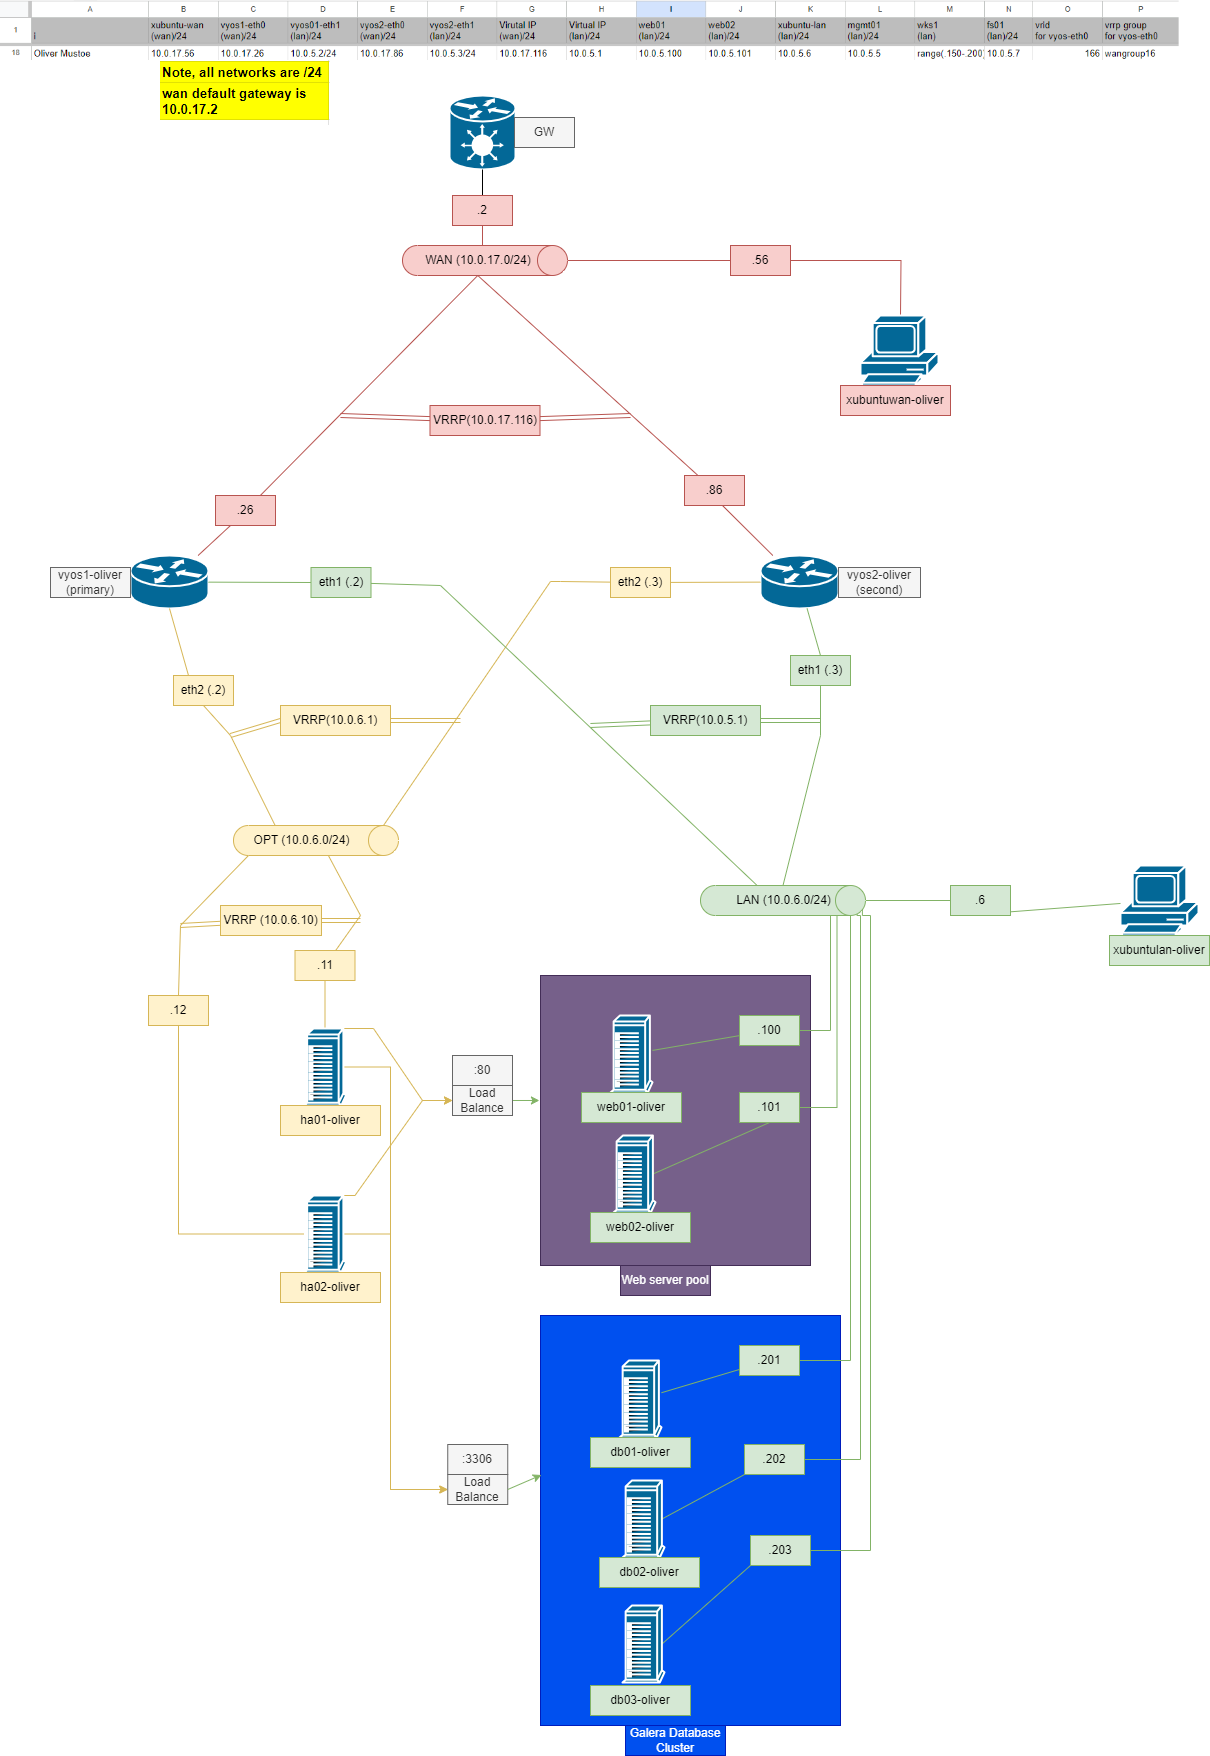 A B C D E F G H I J K L M N O P
1 i xubuntu-wan (wan)/24 vyos1-eth0 (wan)/24 vyos01-eth1 (lan)/24 vyos2-eth0 (wan)/24 vyos2-eth1 (lan)/24 Virutal IP (wan)/24 Virtual IP (lan)/24 web01 (lan)/24 web02 (lan)/24 xubuntu-lan (lan)/24 mgmt01 (lan)/24 wks1 (lan) fs01 (lan)/24 vrid for vyos-eth0 vrrp group for vyos-eth0
18 Oliver Mustoe 10.0.17.56 10.0.17.26 10.0.5.2/24 10.0.17.86 10.0.5.3/24 10.0.17.116 10.0.5.1 10.0.5.100 10.0.5.101 10.0.5.6 10.0.5.5 range(.150-.200) 10.0.5.7 166 wangroup16
Note, all networks are /24
wan default gateway is
10.0.17.2
GW
.2
WAN (10.0.17.0/24)
.56
xubuntuwan-oliver
VRRP(10.0.17.116)
.26
.86
vyos1-oliver
(primary)
eth1 (.2)
eth2 (.3)
vyos2-oliver
(second)
eth2 (.2)
eth1 (.3)
VRRP(10.0.6.1)
VRRP(10.0.5.1)
OPT (10.0.6.0/24)
LAN (10.0.6.0/24)
.6
xubuntulan-oliver
VRRP (10.0.6.10)
.11
.12
ha01-oliver
:80
Load
Balance
.100
web01-oliver
.101
web02-oliver
Web server pool
ha02-oliver
.201
db01-oliver
:3306
Load
Balance
.202
db02-oliver
.203
db03-oliver
Galera Database
Cluster